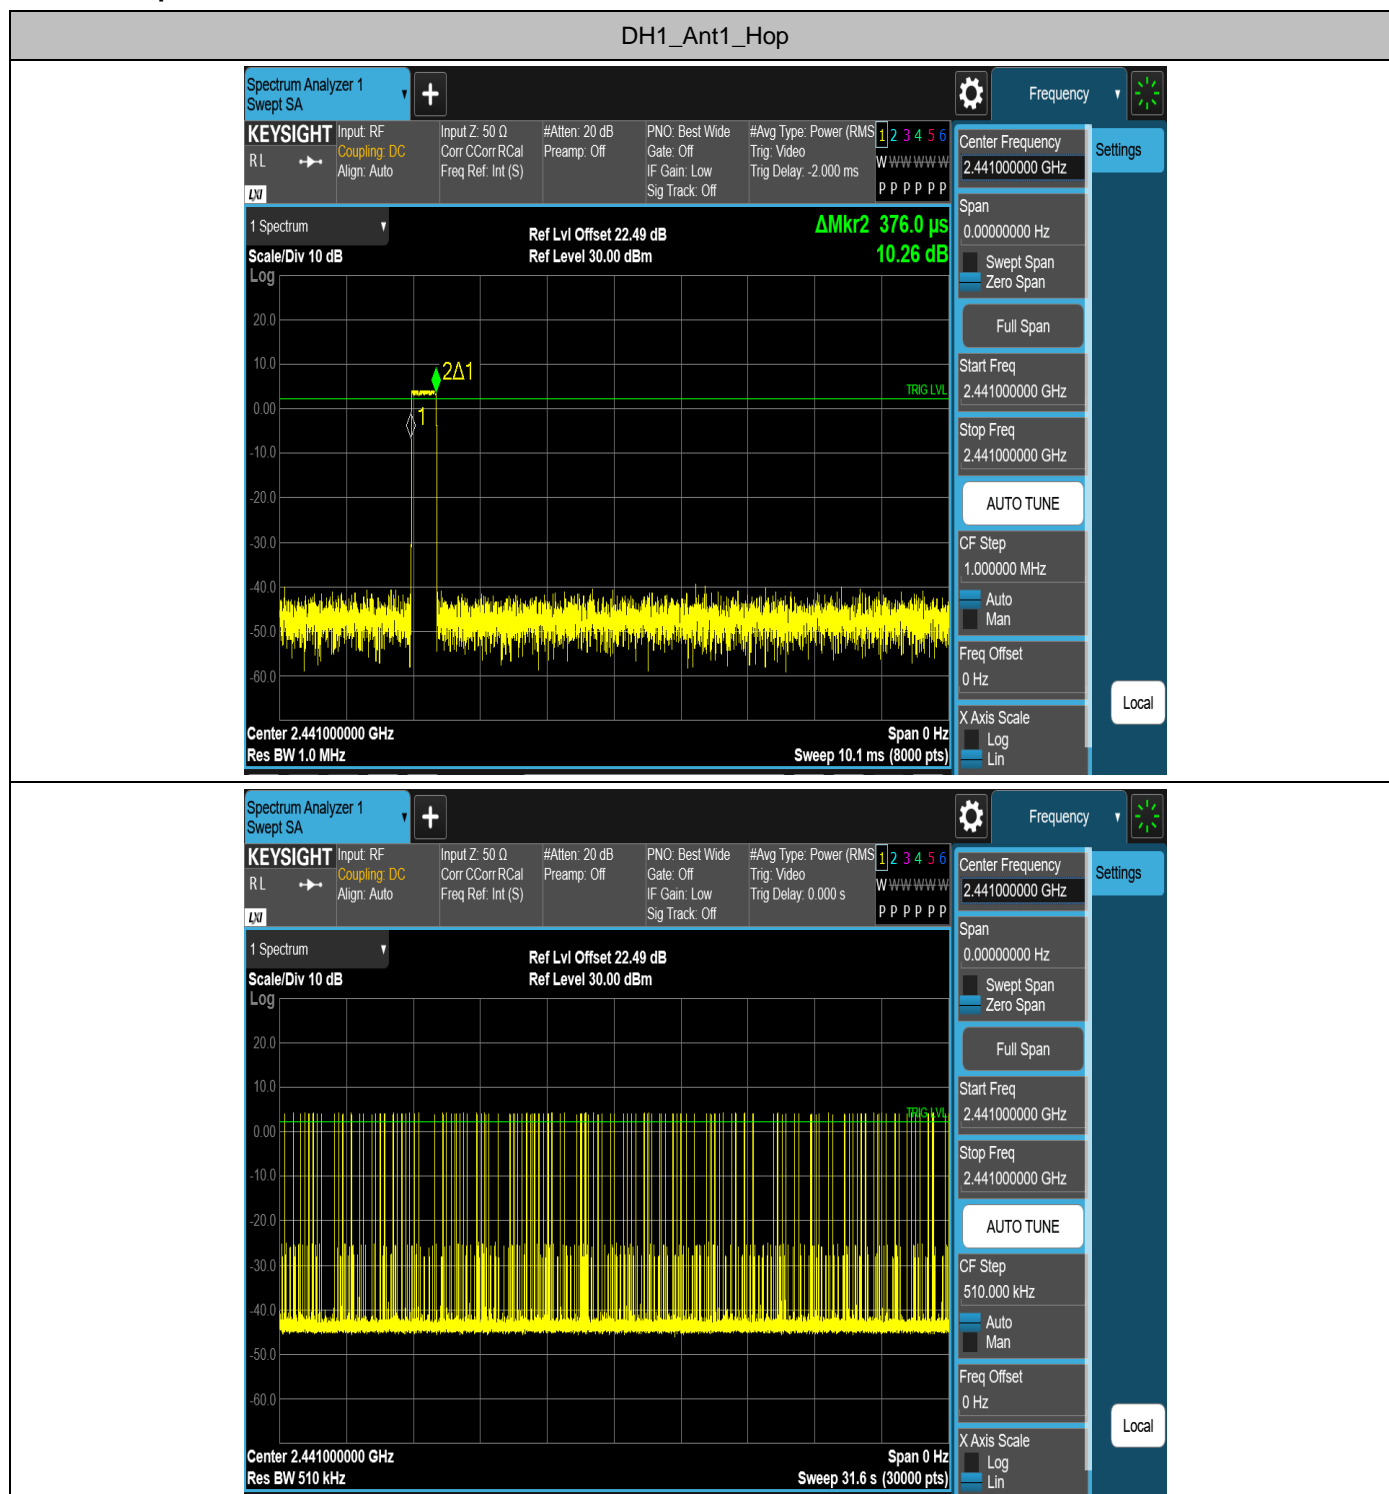 DH1_Ant1_Hop
Spectrum Analyzer 1
Swept SA
Frequency
KEYSIGHT
R L
LXI
Input: RF
Coupling: DC
Align: Auto
Input Z: 50 Ω
Corr CCorr RCal
Freq Ref: Int (S)
#Atten: 20 dB
Preamp: Off
PNO: Best Wide
Gate: Off
IF Gain: Low
Sig Track: Off
#Avg Type: Power (RMS
Trig: Video
Trig Delay: -2.000 ms
1 2 3 4 5 6
W W W W W W
P P P P P P
1 Spectrum
Scale/Div 10 dB
Ref Lvl Offset 22.49 dB
Ref Level 30.00 dBm
ΔMkr2 376.0 µs
10.26 dB
Log
20.0
10.0
0.00
-10.0
-20.0
-30.0
-40.0
-50.0
-60.0
2Δ1
1
TRIG LVL
Center 2.441000000 GHz
Res BW 1.0 MHz
Span 0 Hz
Sweep 10.1 ms (8000 pts)
Center Frequency
2.441000000 GHz
Span
0.00000000 Hz
Swept Span
Zero Span
Full Span
Start Freq
2.441000000 GHz
Stop Freq
2.441000000 GHz
AUTO TUNE
CF Step
1.000000 MHz
Auto
Man
Freq Offset
0 Hz
X Axis Scale
Log
Lin
Settings
Local
Spectrum Analyzer 1
Swept SA
Frequency
KEYSIGHT
R L
LXI
Input: RF
Coupling: DC
Align: Auto
Input Z: 50 Ω
Corr CCorr RCal
Freq Ref: Int (S)
#Atten: 20 dB
Preamp: Off
PNO: Best Wide
Gate: Off
IF Gain: Low
Sig Track: Off
#Avg Type: Power (RMS
Trig: Video
Trig Delay: 0.000 s
1 2 3 4 5 6
W W W W W W
P P P P P P
1 Spectrum
Scale/Div 10 dB
Ref Lvl Offset 22.49 dB
Ref Level 30.00 dBm
Log
20.0
10.0
0.00
-10.0
-20.0
-30.0
-40.0
-50.0
-60.0
TRIG LVL
Center 2.441000000 GHz
Res BW 510 kHz
Span 0 Hz
Sweep 31.6 s (30000 pts)
Center Frequency
2.441000000 GHz
Span
0.00000000 Hz
Swept Span
Zero Span
Full Span
Start Freq
2.441000000 GHz
Stop Freq
2.441000000 GHz
AUTO TUNE
CF Step
510.000 kHz
Auto
Man
Freq Offset
0 Hz
X Axis Scale
Log
Lin
Settings
Local